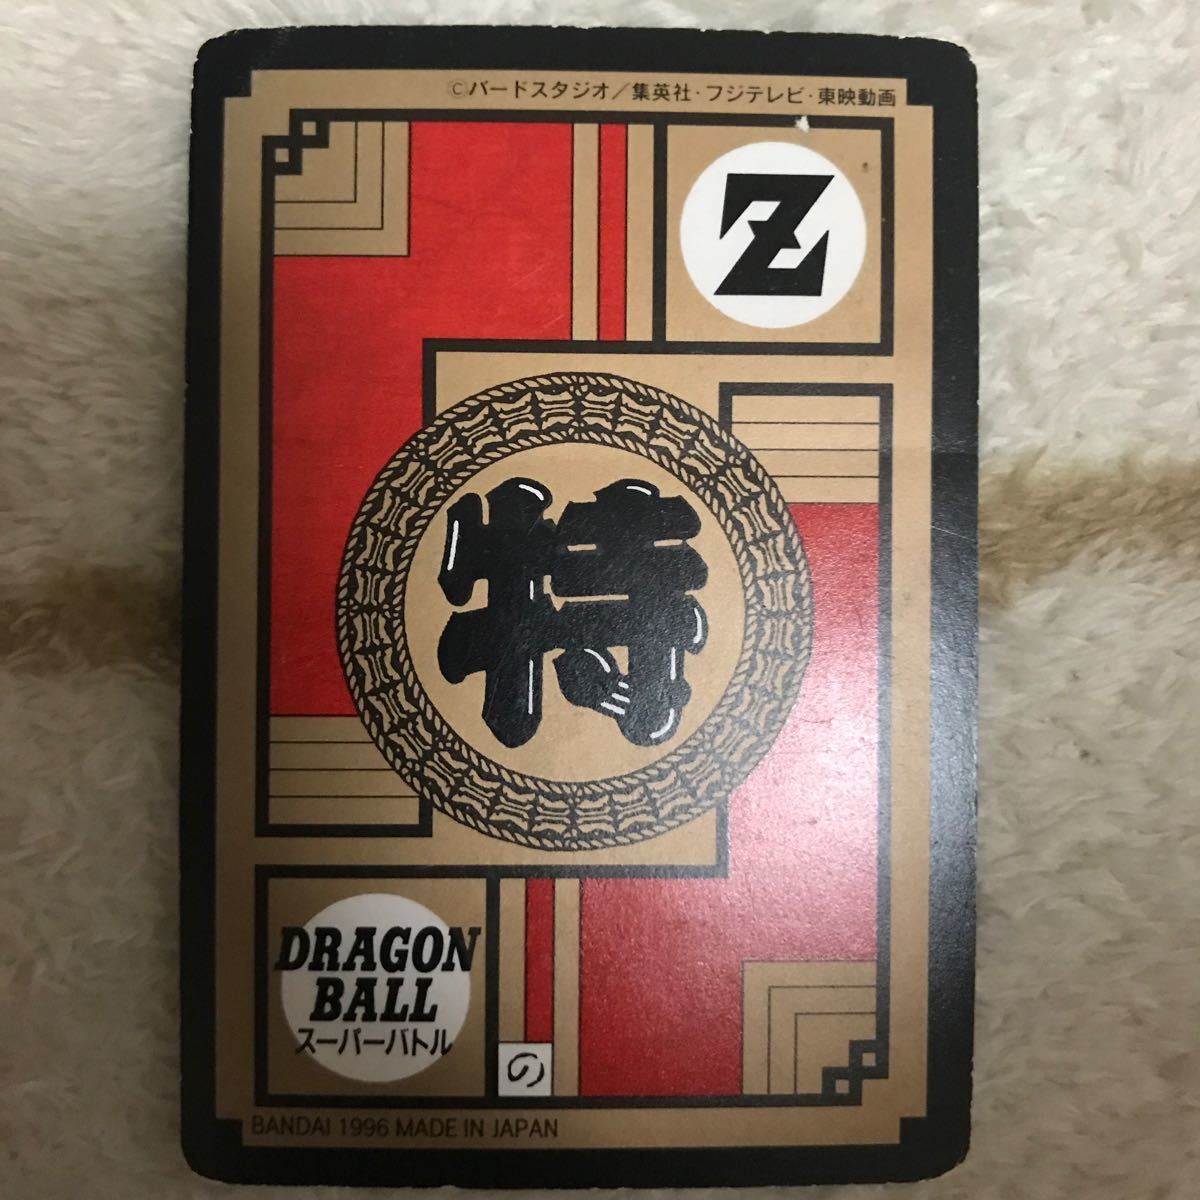 ©バードスタジオ／集英社・フジテレビ・東映動画
Z
特
DRAGON
BALL
スーパーバトル
の
BANDAI 1996 MADE IN JAPAN